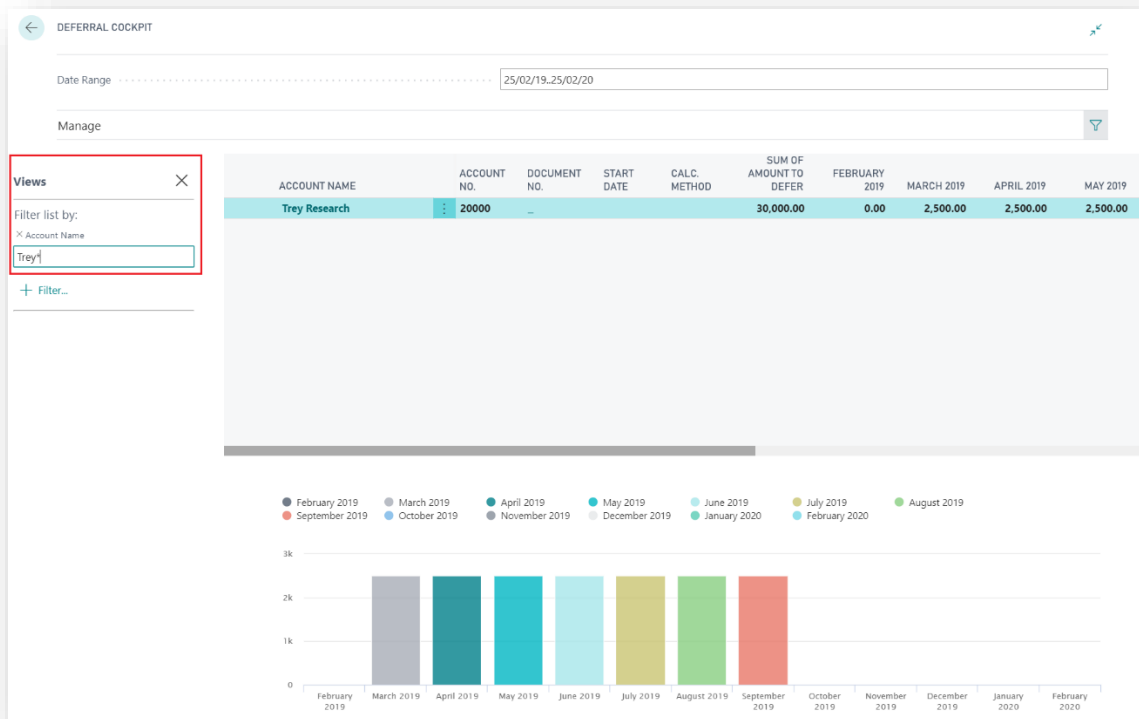 DEFERRAL COCKPIT
Date Range
25/02/19..25/02/20
Manage
Views
Filter list by:
× Account Name
Trey*
+ Filter...
ACCOUNT NAME
ACCOUNT NO.
DOCUMENT NO.
START DATE
CALC. METHOD
SUM OF AMOUNT TO DEFER
FEBRUARY 2019
MARCH 2019
APRIL 2019
MAY 2019
Trey Research 20000 _ 30,000.00 0.00 2,500.00 2,500.00 2,500.00
February 2019 March 2019 April 2019 May 2019 June 2019 July 2019 August 2019
September 2019 October 2019 November 2019 December 2019 January 2020 February 2020
3k
2k
1k
0
February 2019
March 2019
April 2019
May 2019
June 2019
July 2019
August 2019
September 2019
October 2019
November 2019
December 2019
January 2020
February 2020